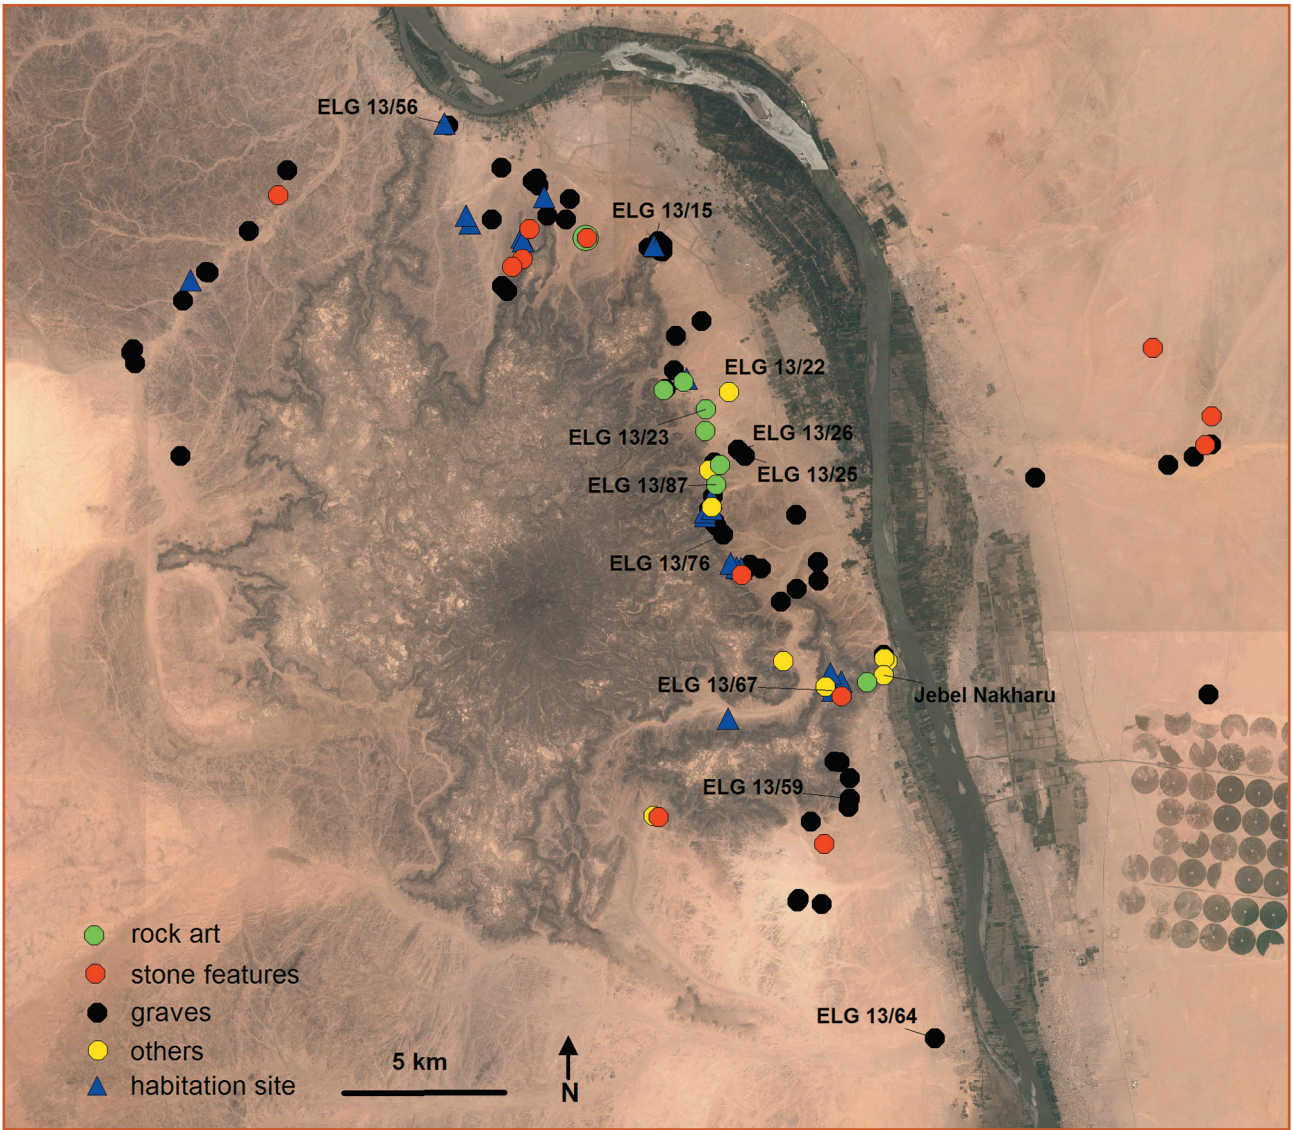 ELG 13/56
ELG 13/15
ELG 13/22
ELG 13/23
ELG 13/26
ELG 13/25
ELG 13/87
ELG 13/76
ELG 13/67
Jebel Nakharu
ELG 13/59
ELG 13/64
rock art
stone features
graves
others
habitation site
5 km
N